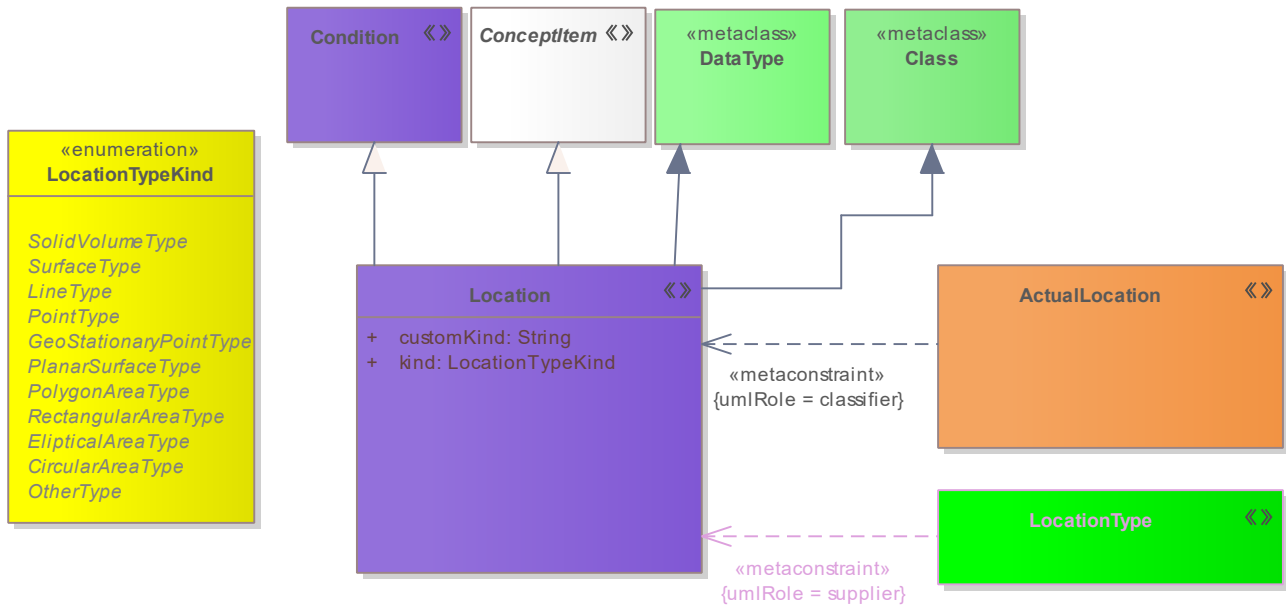 Condition «»
ConceptItem «»
«metaclass»
DataType
«metaclass»
Class
«enumeration»
LocationTypeKind
SolidVolumeType
SurfaceType
LineType
PointType
GeoStationaryPointType
PlanarSurfaceType
PolygonAreaType
RectangularAreaType
ElipticalAreaType
CircularAreaType
OtherType
Location «»
+ customKind: String
+ kind: LocationTypeKind
ActualLocation «»
«metaconstraint»
{umlRole = classifier}
LocationType «»
«metaconstraint»
{umlRole = supplier}